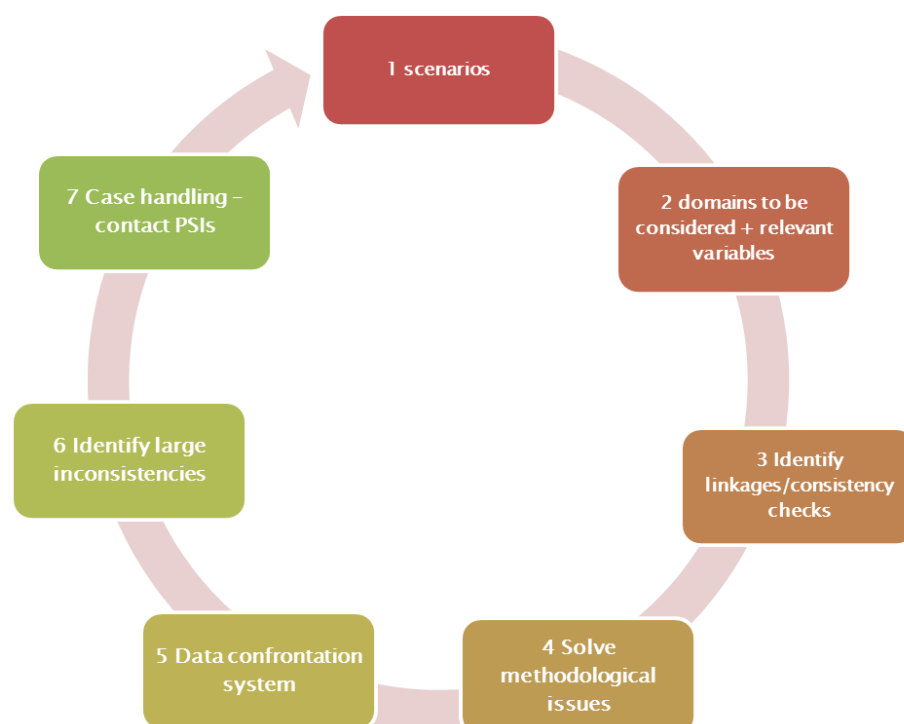 1 scenarios
2 domains to be
considered + relevant
variables
3 Identify
linkages/consistency
checks
4 Solve
methodological
issues
5 Data confrontation
system
6 Identify large
inconsistencies
7 Case handling –
contact PSIs